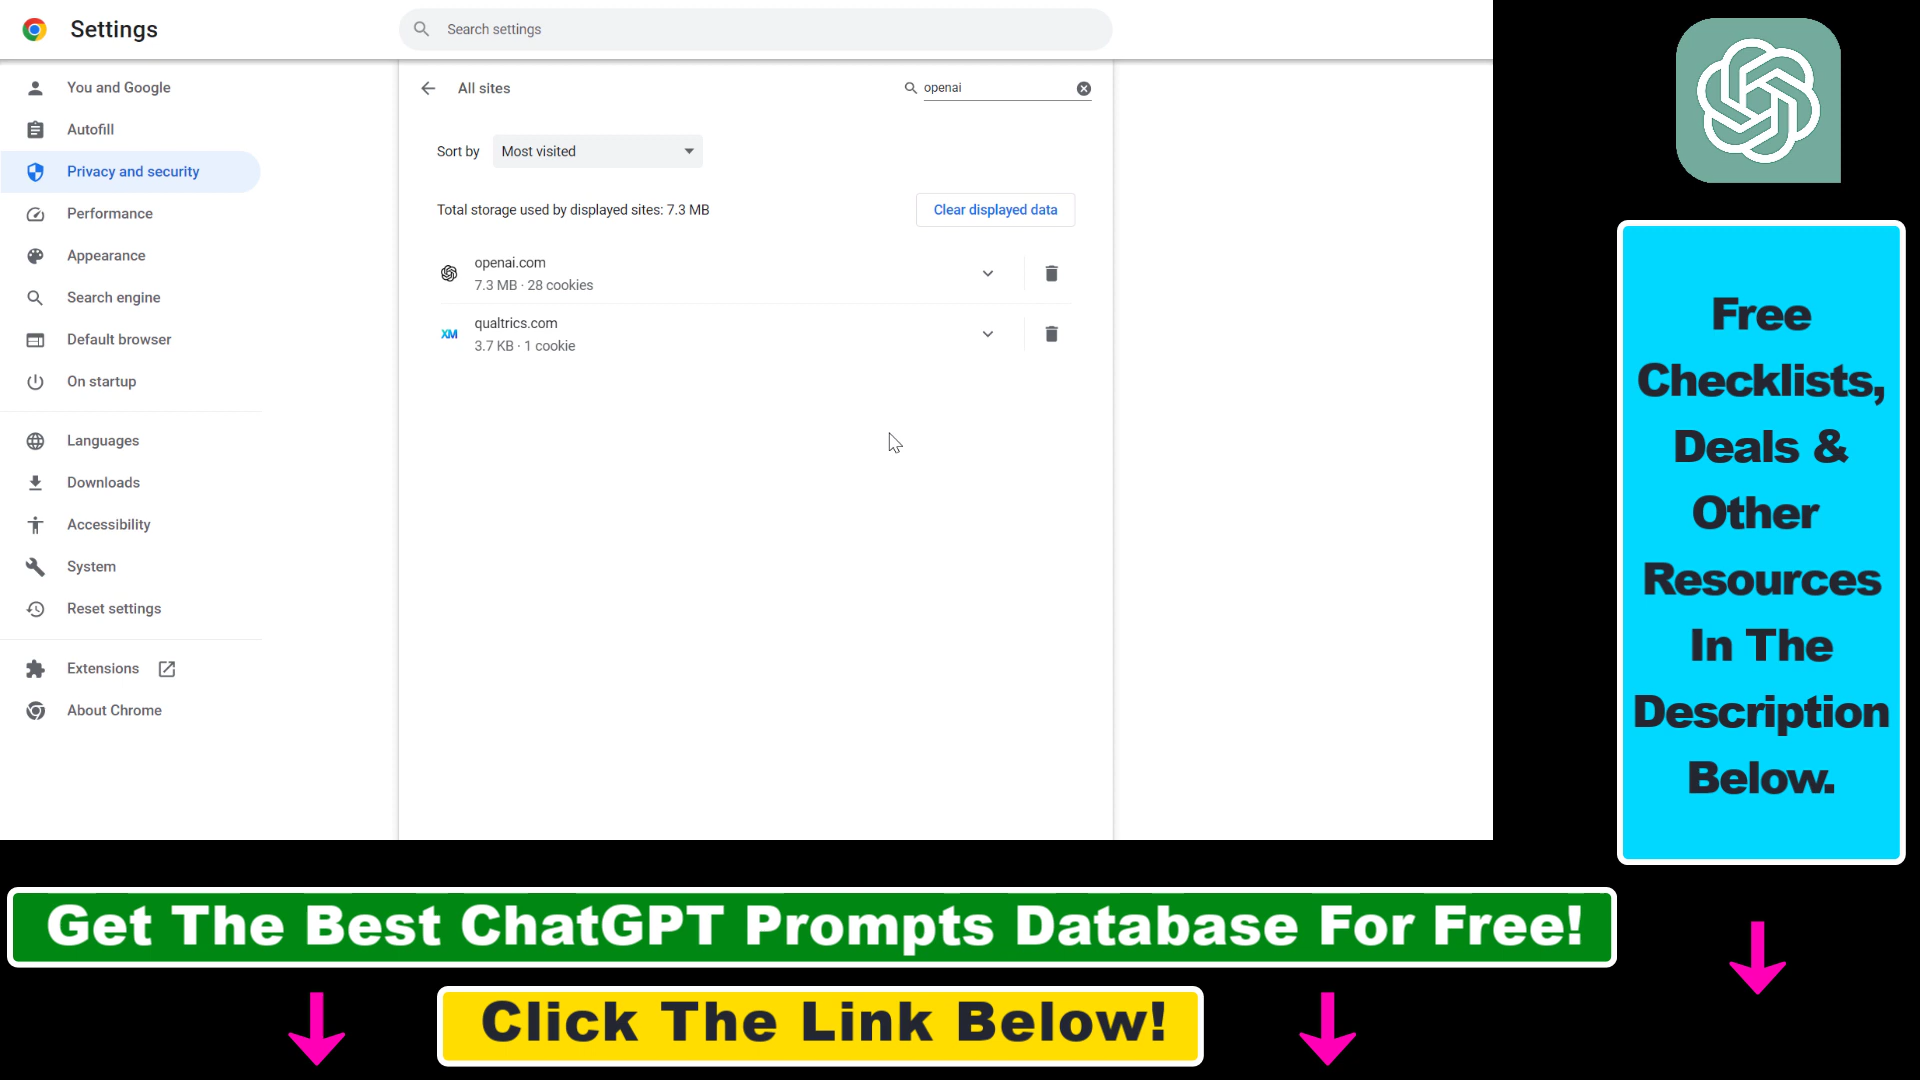 Settings
Search settings
You and Google
Autofill
Privacy and security
Performance
Appearance
Search engine
Default browser
On startup
Languages
Downloads
Accessibility
System
Reset settings
Extensions
About Chrome
All sites
openai
Sort by Most visited
Total storage used by displayed sites: 7.3 MB
Clear displayed data
openai.com
7.3 MB · 28 cookies
XM
qualtrics.com
3.7 KB · 1 cookie
Free
Checklists,
Deals &
Other
Resources
In The
Description
Below.
Get The Best ChatGPT Prompts Database For Free!
Click The Link Below!